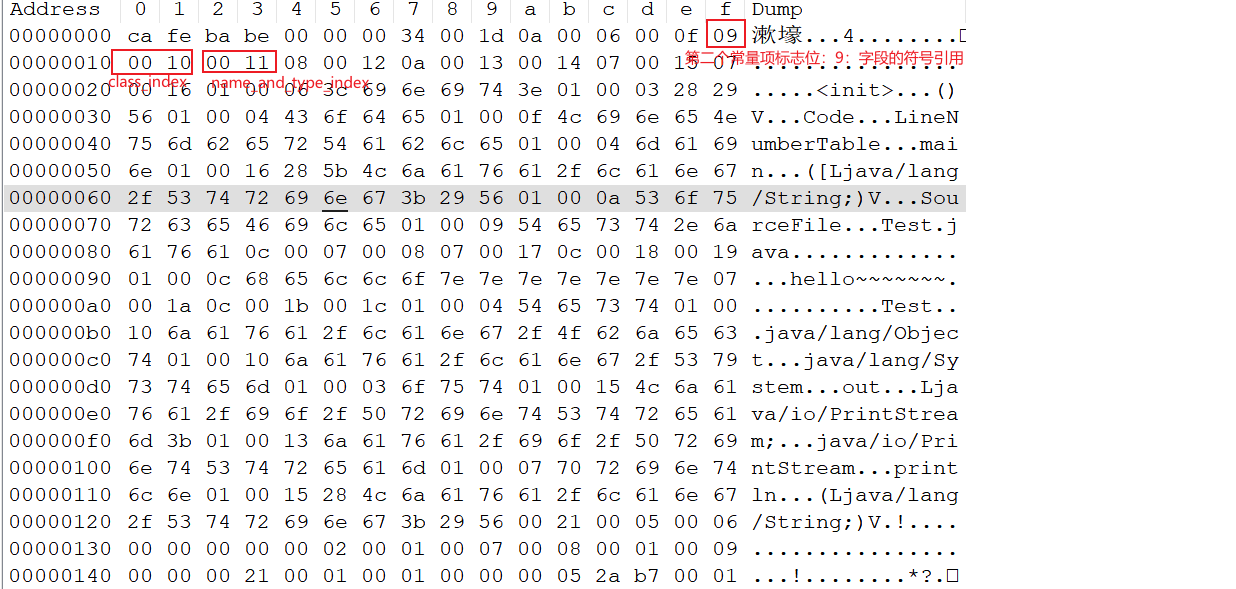 Address 0 1 2 3 4 5 6 7 8 9 a b c d e f Dump
00000000 ca fe ba be 00 00 00 34 00 1d 0a 00 06 00 0f 09 漱壕...4........□
第二个常量项标志位：9：字段的符号引用
00000010 00 10 00 11 08 00 12 0a 00 13 00 14 07 00 15 07 ................
class_index name_and_type_index
00000020 00 16 01 00 06 3c 69 6e 69 74 3e 01 00 03 28 29 .....<init>...()
00000030 56 01 00 04 43 6f 64 65 01 00 0f 4c 69 6e 65 4e V...Code...LineN
00000040 75 6d 62 65 72 54 61 62 6c 65 01 00 04 6d 61 69 umberTable...mai
00000050 6e 01 00 16 28 5b 4c 6a 61 76 61 2f 6c 61 6e 67 n...([Ljava/lang
00000060 2f 53 74 72 69 6e 67 3b 29 56 01 00 0a 53 6f 75 /String;)V...Sou
00000070 72 63 65 46 69 6c 65 01 00 09 54 65 73 74 2e 6a rceFile...Test.j
00000080 61 76 61 0c 00 07 00 08 07 00 17 0c 00 18 00 19 ava.............
00000090 01 00 0c 68 65 6c 6c 6f 7e 7e 7e 7e 7e 7e 7e 07 ...hello~~~~~~~.
000000a0 00 1a 0c 00 1b 00 1c 01 00 04 54 65 73 74 01 00 ..........Test..
000000b0 10 6a 61 76 61 2f 6c 61 6e 67 2f 4f 62 6a 65 63 .java/lang/Objec
000000c0 74 01 00 10 6a 61 76 61 2f 6c 61 6e 67 2f 53 79 t...java/lang/Sy
000000d0 73 74 65 6d 01 00 03 6f 75 74 01 00 15 4c 6a 61 stem...out...Lja
000000e0 76 61 2f 69 6f 2f 50 72 69 6e 74 53 74 72 65 61 va/io/PrintStrea
000000f0 6d 3b 01 00 13 6a 61 76 61 2f 69 6f 2f 50 72 69 m;...java/io/Pri
00000100 6e 74 53 74 72 65 61 6d 01 00 07 70 72 69 6e 74 ntStream...print
00000110 6c 6e 01 00 15 28 4c 6a 61 76 61 2f 6c 61 6e 67 ln...(Ljava/lang
00000120 2f 53 74 72 69 6e 67 3b 29 56 00 21 00 05 00 06 /String;)V.!....
00000130 00 00 00 00 00 02 00 01 00 07 00 08 00 01 00 09 ................
00000140 00 00 00 21 00 01 00 01 00 00 00 05 2a b7 00 01 ...!........*?.□